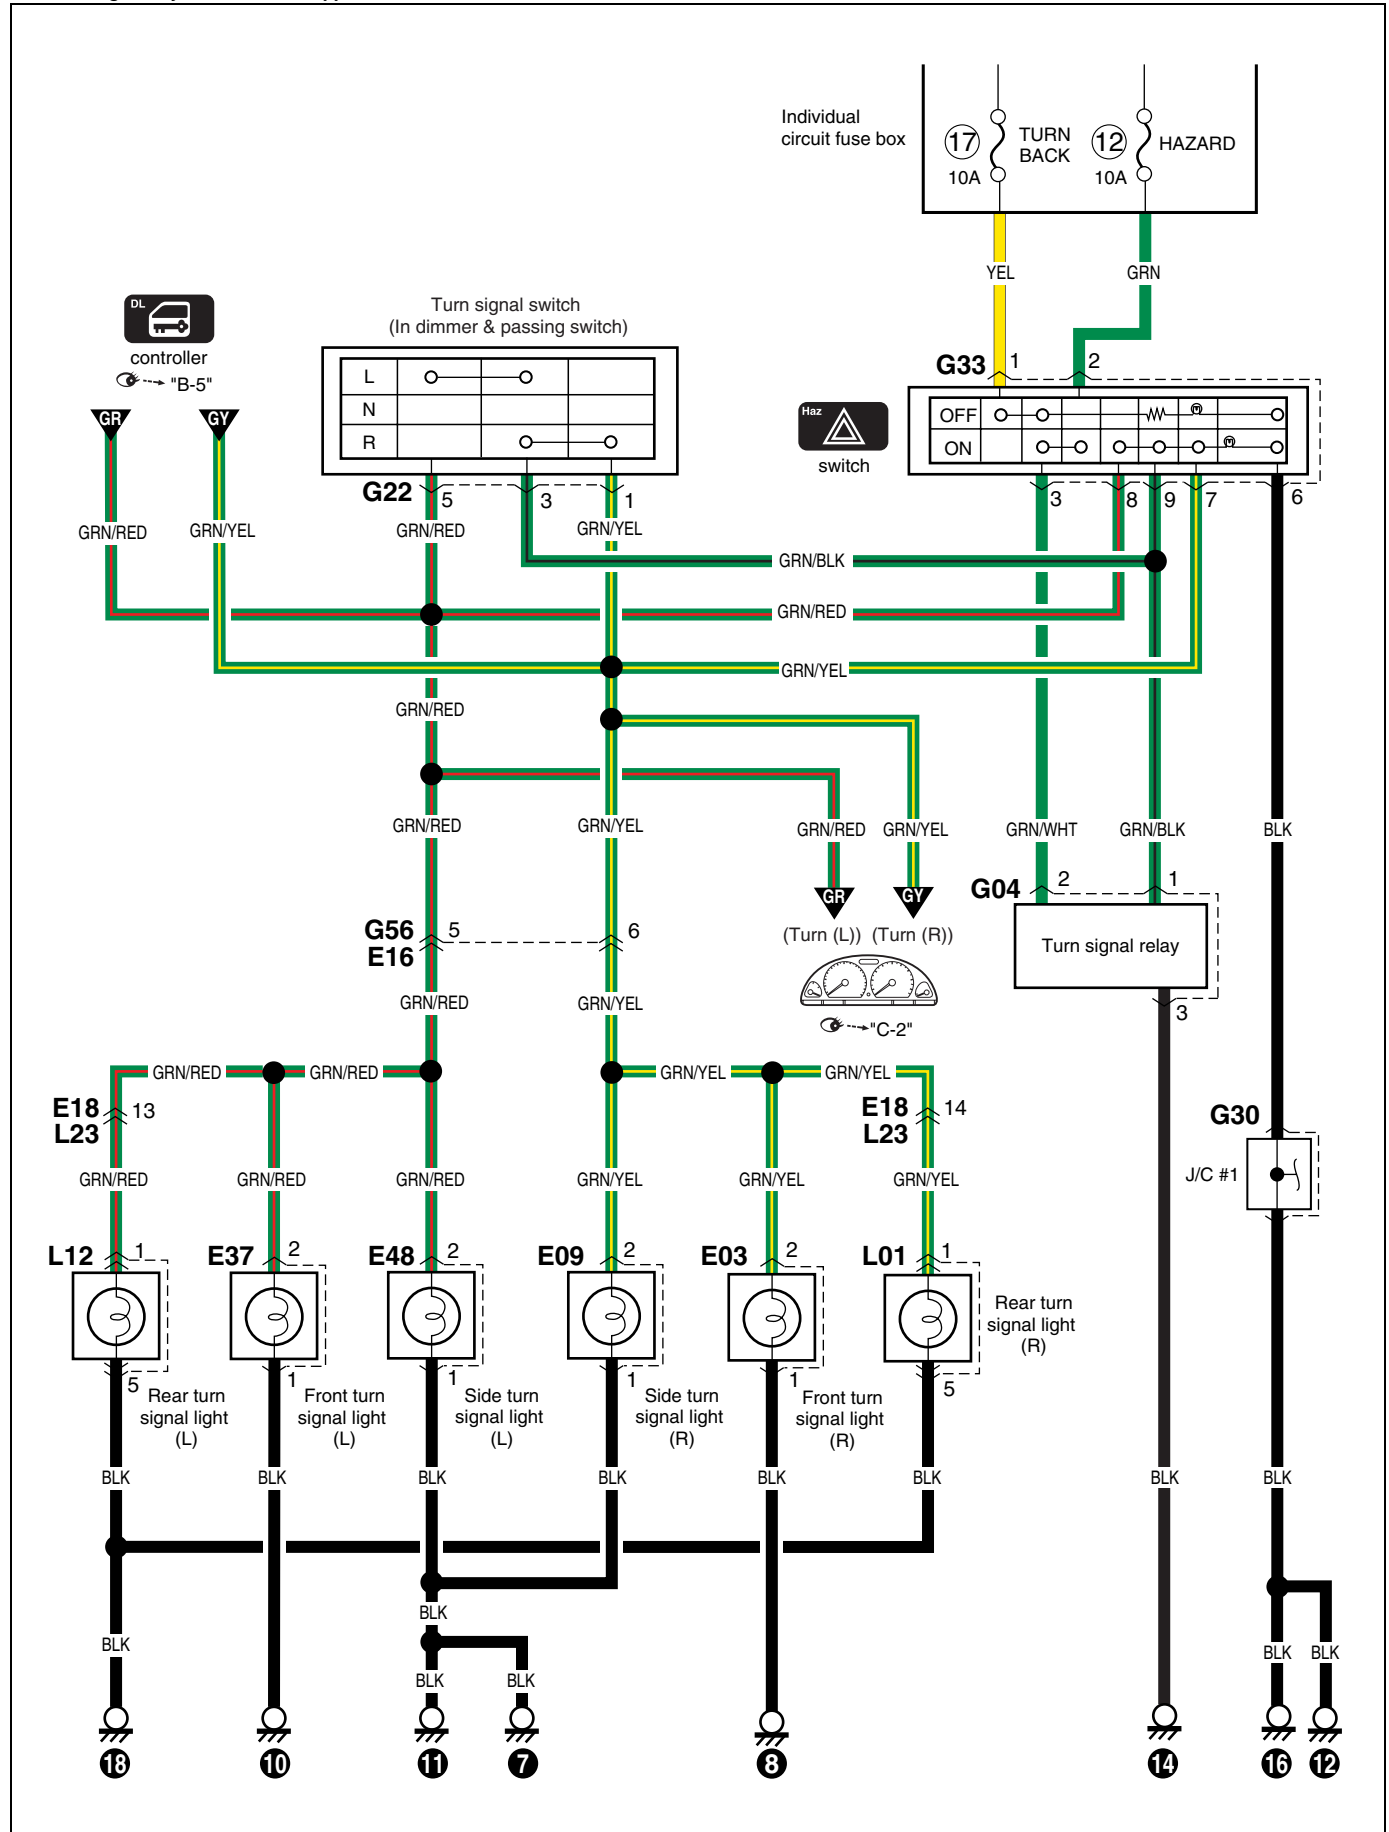 Individual
circuit fuse box
17
TURN
BACK
10A
12
HAZARD
10A
YEL
GRN
DL
controller
"B-5"
GR
GY
Turn signal switch
(In dimmer & passing switch)
L
N
R
G22
5
3
1
G33
1
2
Haz
switch
OFF
ON
3
8
9
7
6
GRN/RED
GRN/YEL
GRN/RED
GRN/YEL
GRN/BLK
GRN/RED
GRN/YEL
GRN/RED
GRN/RED
GRN/YEL
GRN/RED
GRN/YEL
GRN/WHT
GRN/BLK
BLK
GR
GY
(Turn (L))
(Turn (R))
"C-2"
G04
2
1
Turn signal relay
3
G56
E16
5
6
GRN/RED
GRN/YEL
GRN/RED
GRN/RED
GRN/YEL
GRN/YEL
E18
L23
13
E18
L23
14
G30
J/C #1
GRN/RED
GRN/RED
GRN/RED
GRN/YEL
GRN/YEL
GRN/YEL
L12
1
E37
2
E48
2
E09
2
E03
2
L01
1
5
Rear turn
signal light
(L)
1
Front turn
signal light
(L)
1
Side turn
signal light
(L)
1
Side turn
signal light
(R)
1
Front turn
signal light
(R)
5
Rear turn
signal light
(R)
BLK
BLK
BLK
BLK
BLK
BLK
BLK
BLK
BLK
BLK
BLK
BLK
BLK
BLK
18
10
11
7
8
14
16
12